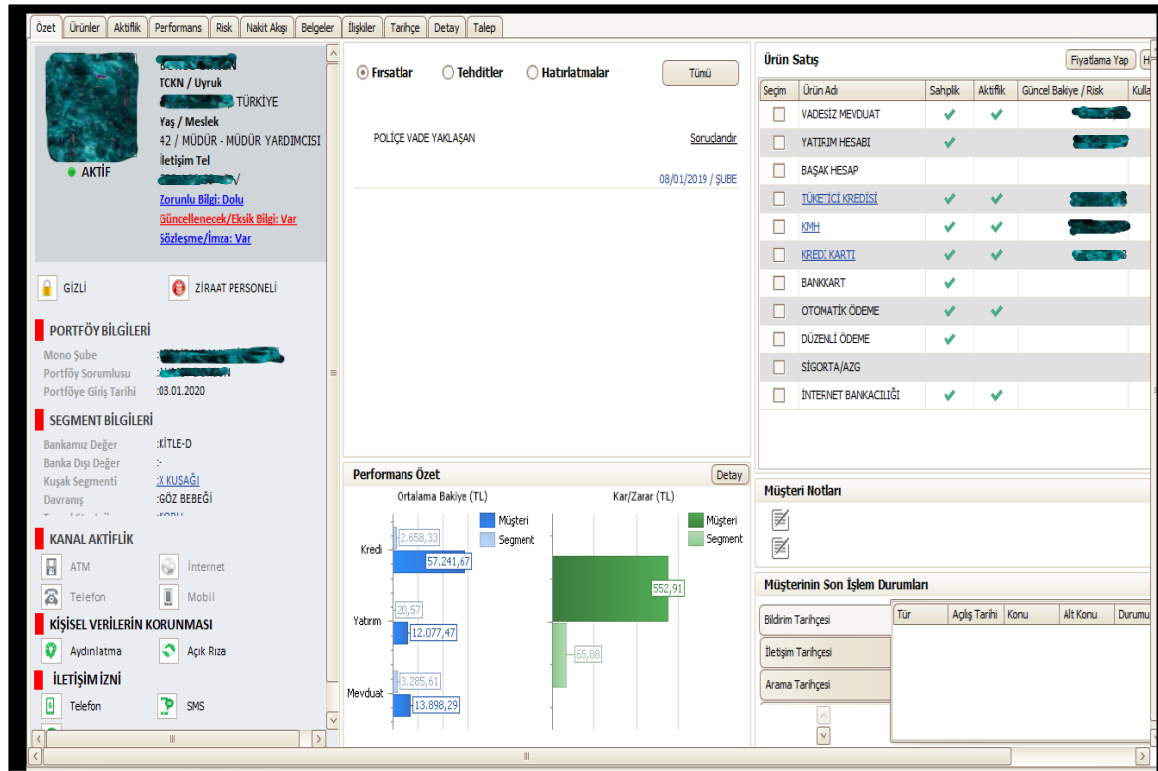 Özet Ürünler Aktiflik Performans Risk Nakit Akışı Belgeler İlişkiler Tarihçe Detay Talep
TCKN / Uyruk
TÜRKİYE
Yaş / Meslek
42 / MÜDÜR - MÜDÜR YARDIMCISI
İletişim Tel
AKTİF
Zorunlu Bilgi: Dolu
Güncellenecek/Eksik Bilgi: Var
Sözleşme/İmza: Var
GİZLİ ZİRAAT PERSONELİ
PORTFÖY BİLGİLERİ
Mono Şube
Portföy Sorumlusu
Portföye Giriş Tarihi :03.01.2020
SEGMENT BİLGİLERİ
Bankamız Değer :KİTLE-D
Banka Dışı Değer :-
Kuşak Segmenti :X KUŞAĞI
Davranış :GÖZ BEBEĞİ
KANAL AKTİFLİK
ATM İnternet
Telefon Mobil
KİŞİSEL VERİLERİN KORUNMASI
Aydınlatma Açık Rıza
İLETİŞİM İZNİ
Telefon SMS
Fırsatlar Tehditler Hatırlatmalar Tümü
POLİÇE VADE YAKLAŞAN Sonuçlandır
08/01/2019 / ŞUBE
Performans Özet Detay
Ortalama Bakiye (TL) Kar/Zarar (TL)
Müşteri Müşteri
Segment Segment
Kredi 2.658,33
57.241,67
552,91
Yatırım 20,57
12.077,47
65,88
Mevduat 3.285,61
13.898,29
Ürün Satış Fiyatlama Yap H
Seçim Ürün Adı Sahplik Aktiflik Güncel Bakiye / Risk Kulla
VADESİZ MEVDUAT
YATIRIM HESABI
BAŞAK HESAP
TÜKETİCİ KREDİSİ
KMH
KREDİ KARTI
BANKKART
OTOMATİK ÖDEME
DÜZENLİ ÖDEME
SİGORTA/AZG
İNTERNET BANKACILIĞI
Müşteri Notları
Müşterinin Son İşlem Durumları
Bildirim Tarihçesi
İletişim Tarihçesi
Arama Tarihçesi
Tür Açılış Tarihi Konu Alt Konu Durumu